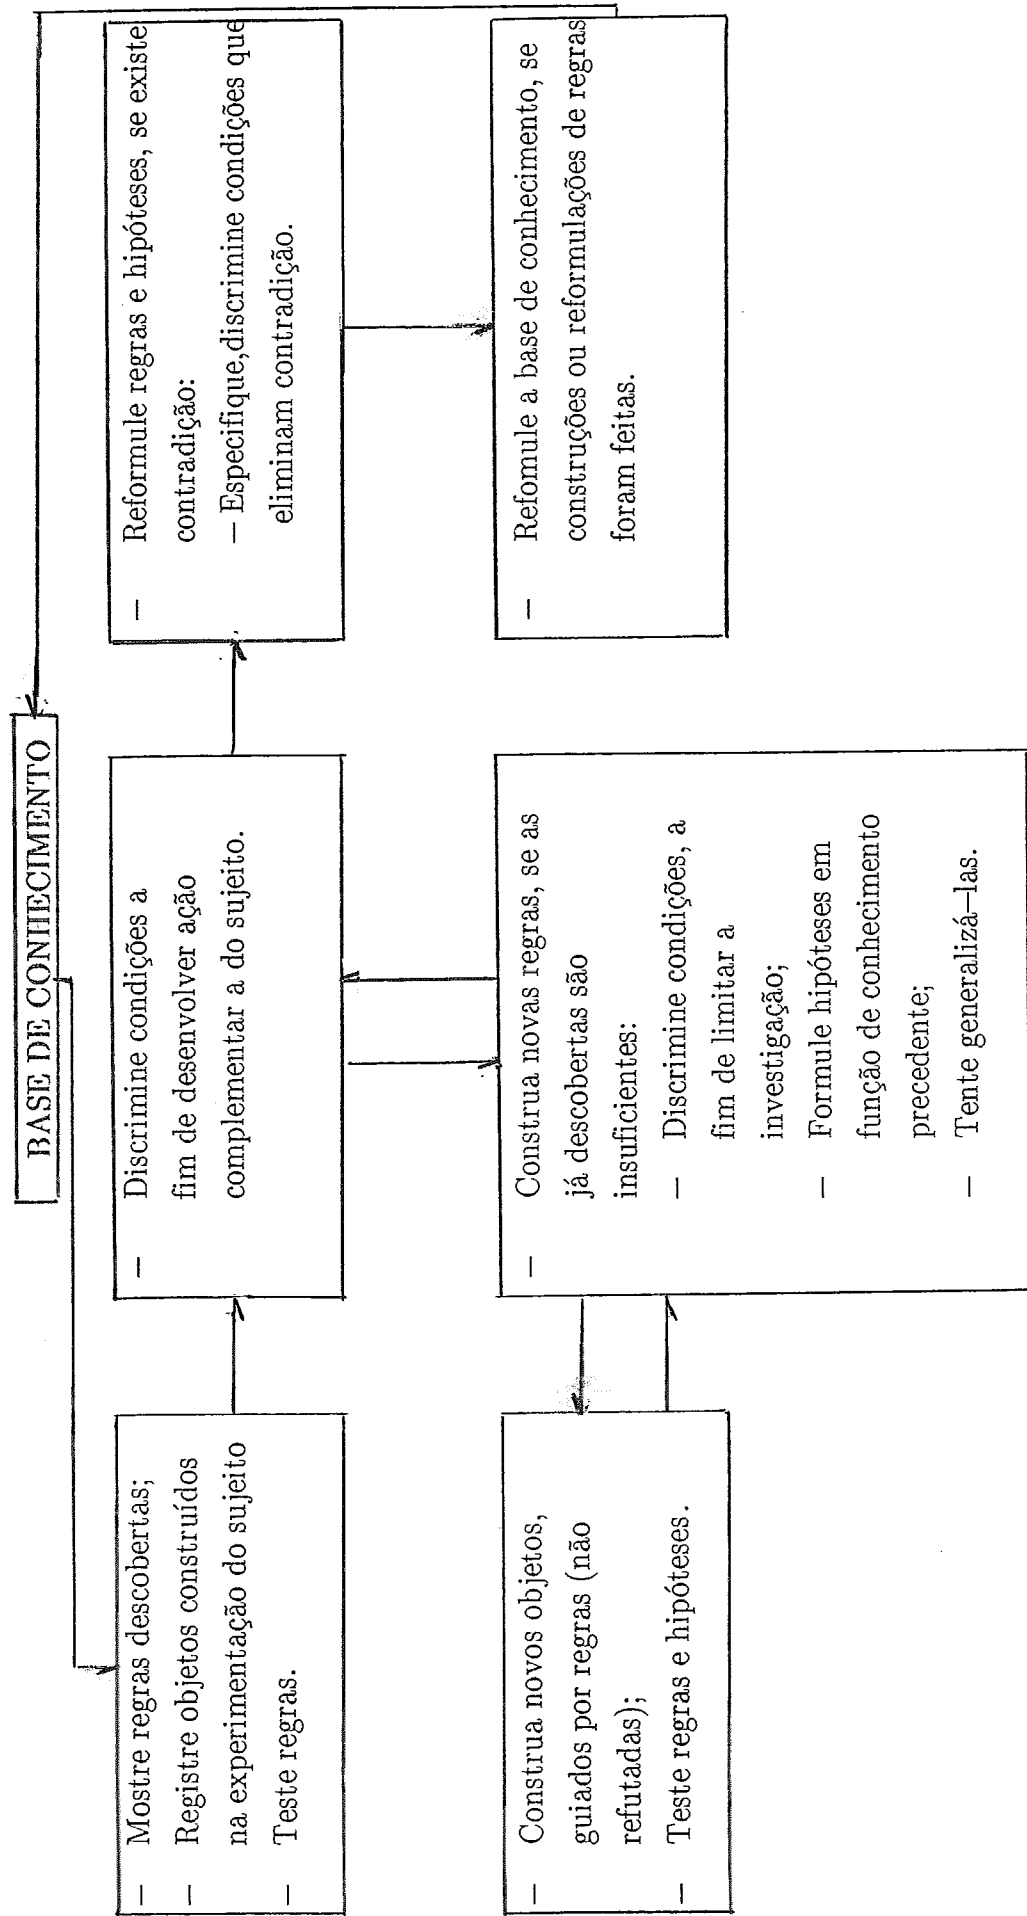 BASE DE CONHECIMENTO
— Mostre regras descobertas;
— Registre objetos construídos
na experimentação do sujeito
— Teste regras.
— Discrimine condições a
fim de desenvolver ação
complementar a do sujeito.
— Reformule regras e hipóteses, se existe
contradição:
— Especifique,discrimine condições que
eliminam contradição.
— Construa novos objetos,
guiados por regras (não
refutadas);
— Teste regras e hipóteses.
— Construa novas regras, se as
já descobertas são
insuficientes:
— Discrimine condições, a
fim de limitar a
investigação;
— Formule hipóteses em
função de conhecimento
precedente;
— Tente generalizá—las.
— Refomule a base de conhecimento, se
construções ou reformulações de regras
foram feitas.